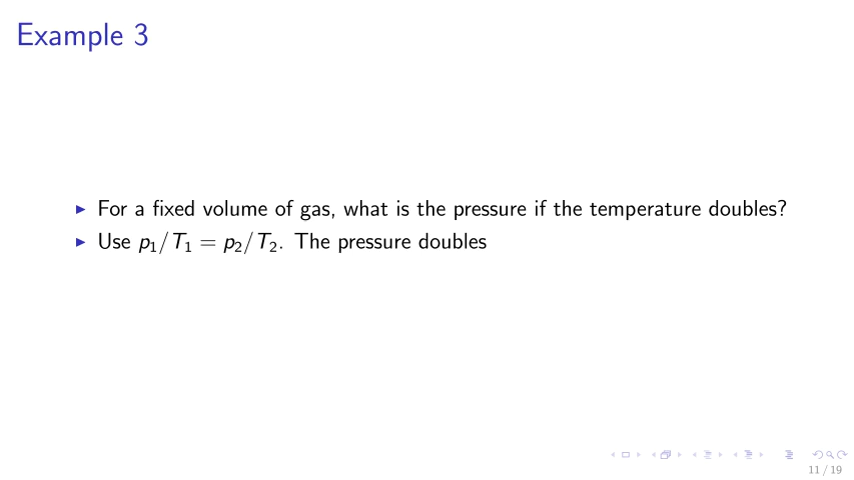 Example 3
▶ For a fixed volume of gas, what is the pressure if the temperature doubles?
▶ Use p₁/T₁ = p₂/T₂. The pressure doubles
11 / 19